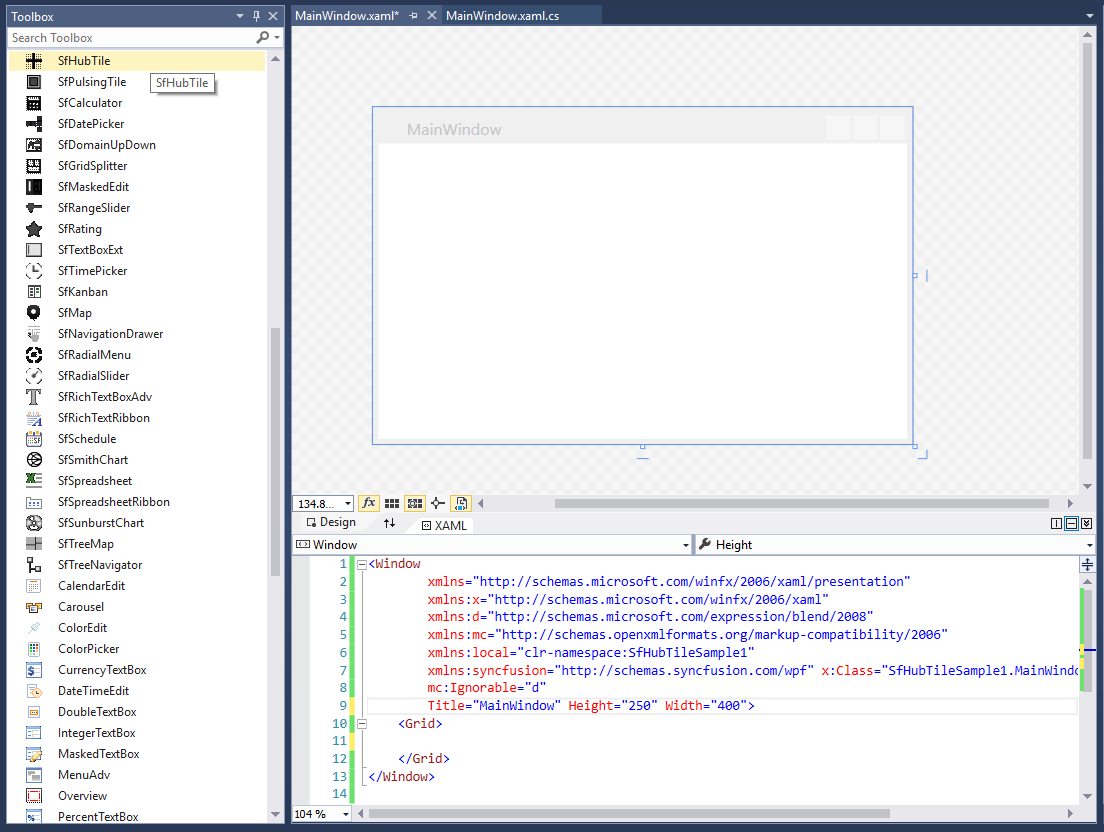 Toolbox
Search Toolbox
SfHubTile
SfPulsingTile
SfHubTile
SfCalculator
SfDatePicker
SfDomainUpDown
SfGridSplitter
SfMaskedEdit
SfRangeSlider
SfRating
SfTextBoxExt
SfTimePicker
SfKanban
SfMap
SfNavigationDrawer
SfRadialMenu
SfRadialSlider
SfRichTextBoxAdv
SfRichTextRibbon
SfSchedule
SfSmithChart
SfSpreadsheet
SfSpreadsheetRibbon
SfSunburstChart
SfTreeMap
SfTreeNavigator
CalendarEdit
Carousel
ColorEdit
ColorPicker
CurrencyTextBox
DateTimeEdit
DoubleTextBox
IntegerTextBox
MaskedTextBox
MenuAdv
Overview
PercentTextBox
MainWindow.xaml* MainWindow.xaml.cs
MainWindow
134.8... fx
Design XAML
Window Height
1 <Window
2 xmlns="http://schemas.microsoft.com/winfx/2006/xaml/presentation"
3 xmlns:x="http://schemas.microsoft.com/winfx/2006/xaml"
4 xmlns:d="http://schemas.microsoft.com/expression/blend/2008"
5 xmlns:mc="http://schemas.openxmlformats.org/markup-compatibility/2006"
6 xmlns:local="clr-namespace:SfHubTileSample1"
7 xmlns:syncfusion="http://schemas.syncfusion.com/wpf" x:Class="SfHubTileSample1.MainWindo
8 mc:Ignorable="d"
9 Title="MainWindow" Height="250" Width="400">
10 <Grid>
11
12 </Grid>
13 </Window>
14
104 %